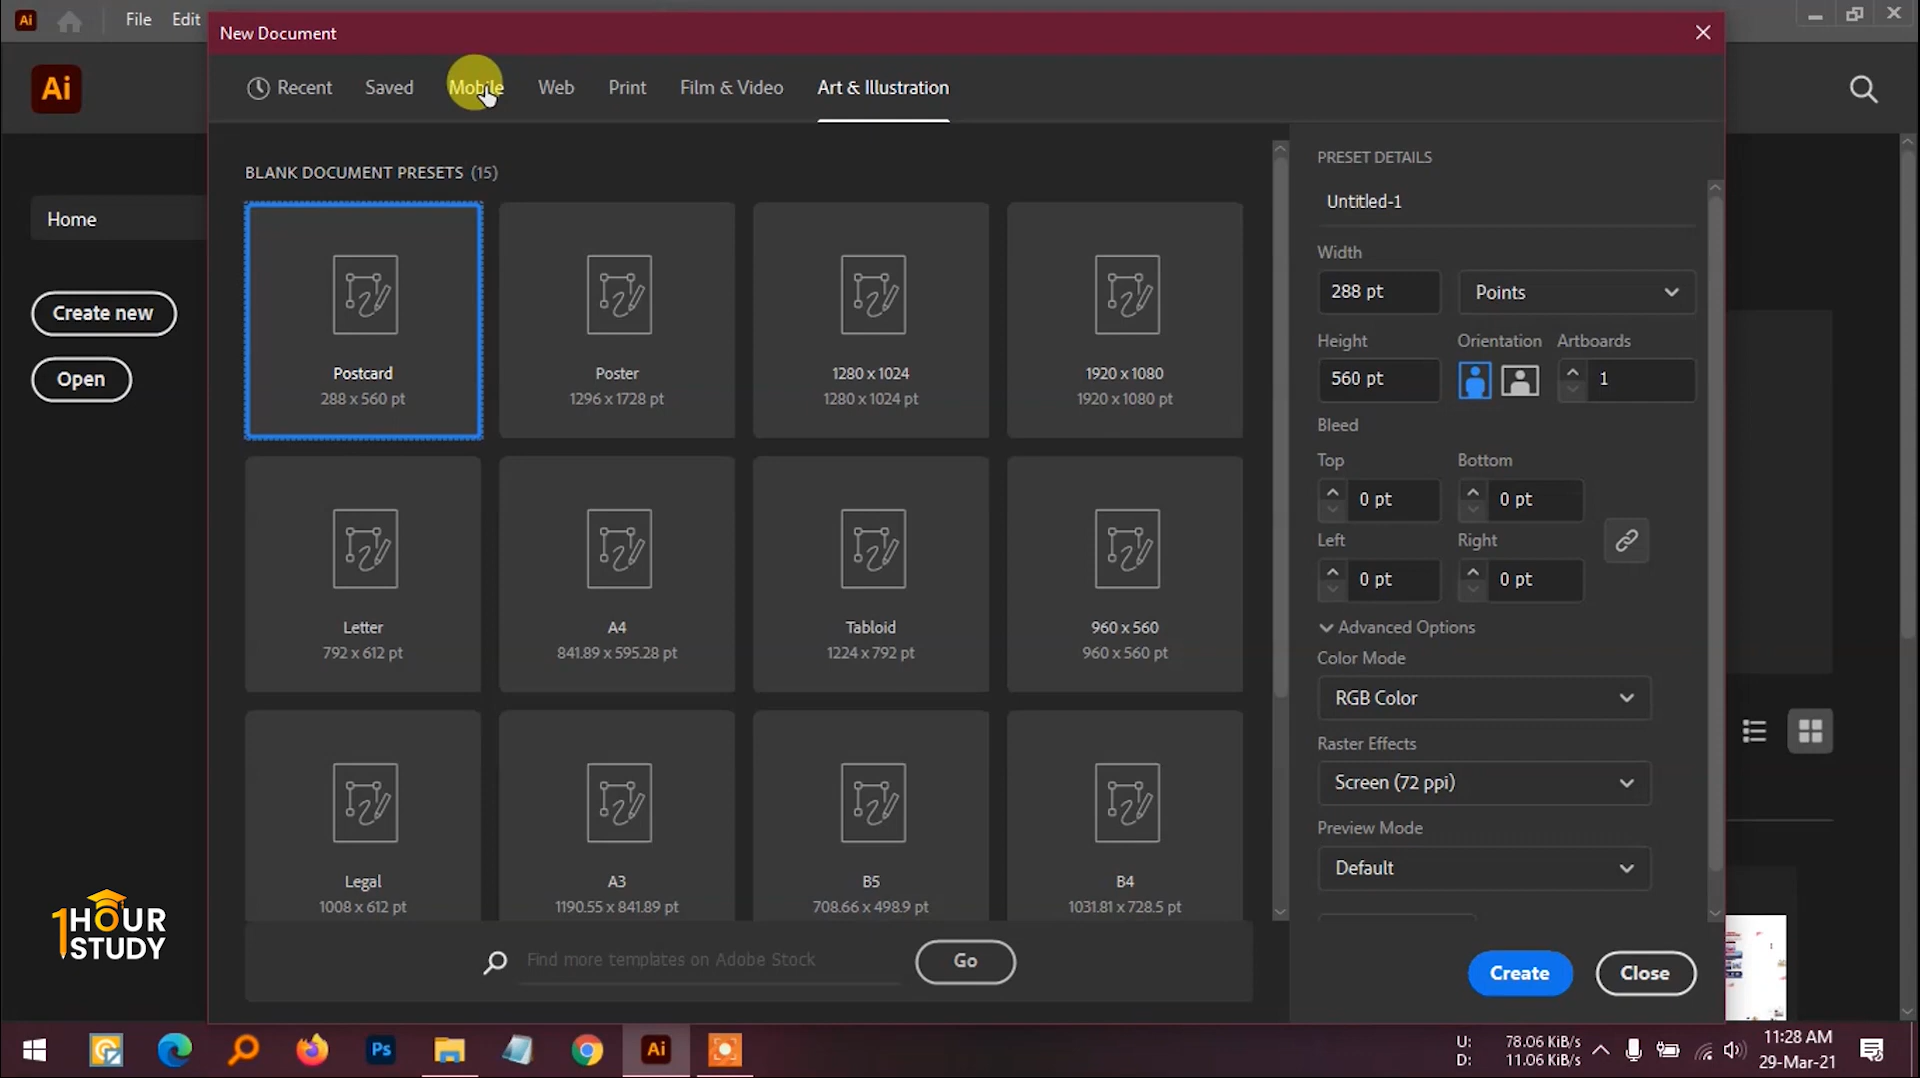 Ai
File
Edit
New Document
Ai
Recent
Saved
Mobile
Web
Print
Film & Video
Art & Illustration
Home
Create new
Open
BLANK DOCUMENT PRESETS (15)
Postcard
288 x 560 pt
Poster
1296 x 1728 pt
1280 x 1024
1280 x 1024 pt
1920 x 1080
1920 x 1080 pt
Letter
792 x 612 pt
A4
841.89 x 595.28 pt
Tabloid
1224 x 792 pt
960 x 560
960 x 560 pt
Legal
1008 x 612 pt
A3
1190.55 x 841.89 pt
B5
708.66 x 498.9 pt
B4
1031.81 x 728.5 pt
Find more templates on Adobe Stock
Go
PRESET DETAILS
Untitled-1
Width
288 pt
Points
Height
Orientation
Artboards
560 pt
1
Bleed
Top
Bottom
0 pt
0 pt
Left
Right
0 pt
0 pt
Advanced Options
Color Mode
RGB Color
Raster Effects
Screen (72 ppi)
Preview Mode
Default
Create
Close
1HOUR
STUDY
Ps
Ai
U: 78.06 KiB/s
D: 11.06 KiB/s
11:28 AM
29-Mar-21